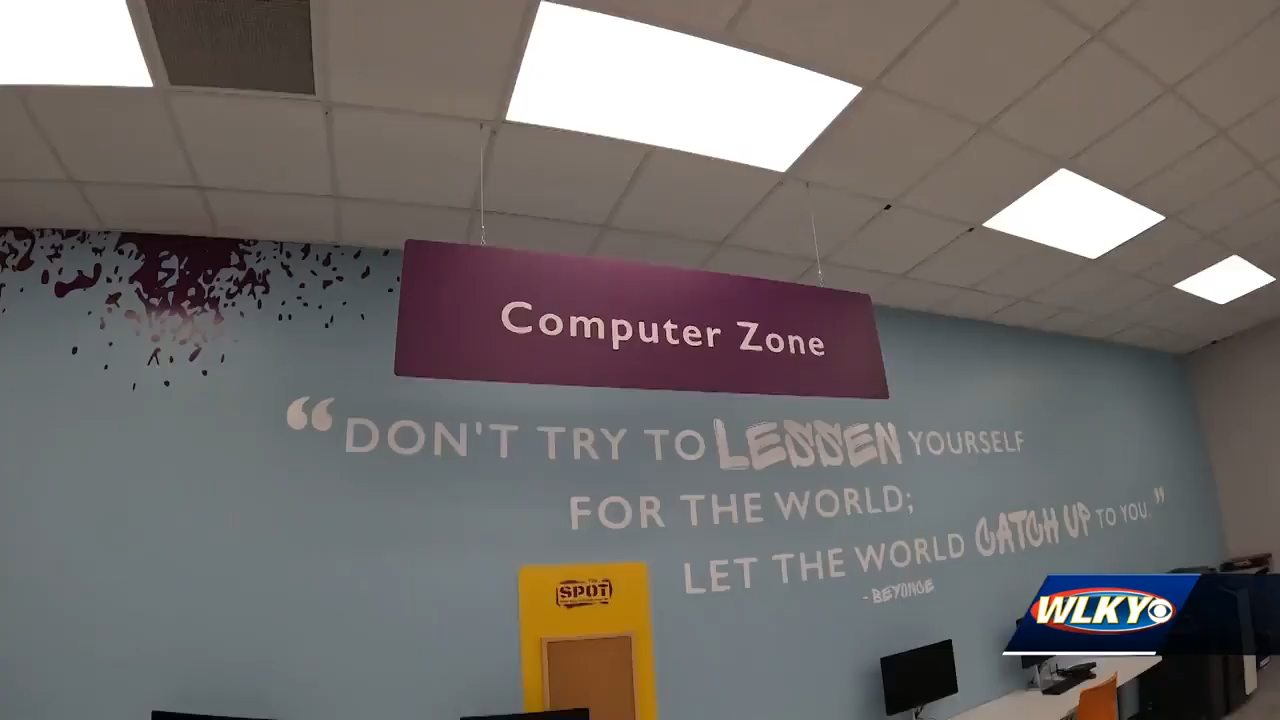 Computer Zone
“DON'T TRY TO LESSEN YOURSELF
FOR THE WORLD;
LET THE WORLD CATCH UP TO YOU.”
- BEYONCE
THE
SPOT
WLKY